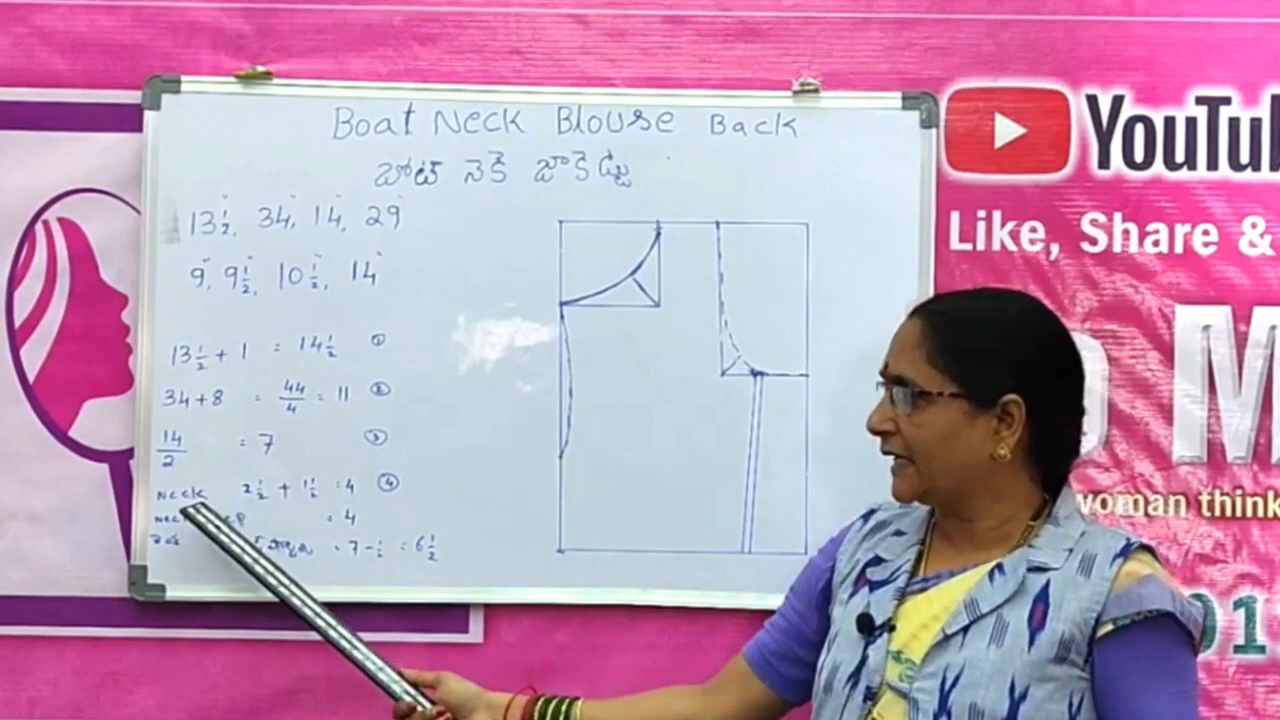 Boat Neck Blouse Back
బోట్ నెక్ జాకెట్టు
13½", 34", 14", 29"
9", 9½", 10½", 14"
13½ + 1 = 14½ ①
34 + 8 = 44/4 = 11 ②
14/2 = 7 ③
Neck 2½ + 1½ = 4 ④
= 4
= 7 - ½ = 6½
YouTu
Like, Share &
M
woman think
01